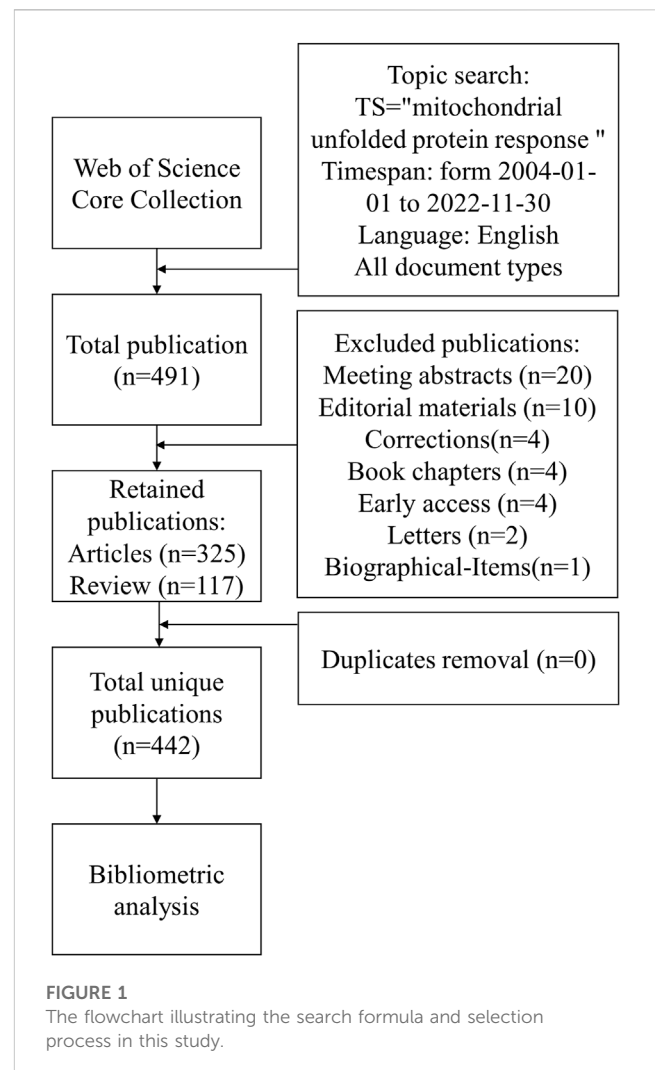 Topic search:
TS="mitochondrial
unfolded protein response "
Timespan: form 2004-01-
01 to 2022-11-30
Language: English
All document types
Web of Science
Core Collection
Total publication
(n=491)
Excluded publications:
Meeting abstracts (n=20)
Editorial materials (n=10)
Corrections(n=4)
Book chapters (n=4)
Early access (n=4)
Letters (n=2)
Biographical-Items(n=1)
Retained
publications:
Articles (n=325)
Review (n=117)
Duplicates removal (n=0)
Total unique
publications
(n=442)
Bibliometric
analysis
FIGURE 1
The flowchart illustrating the search formula and selection
process in this study.